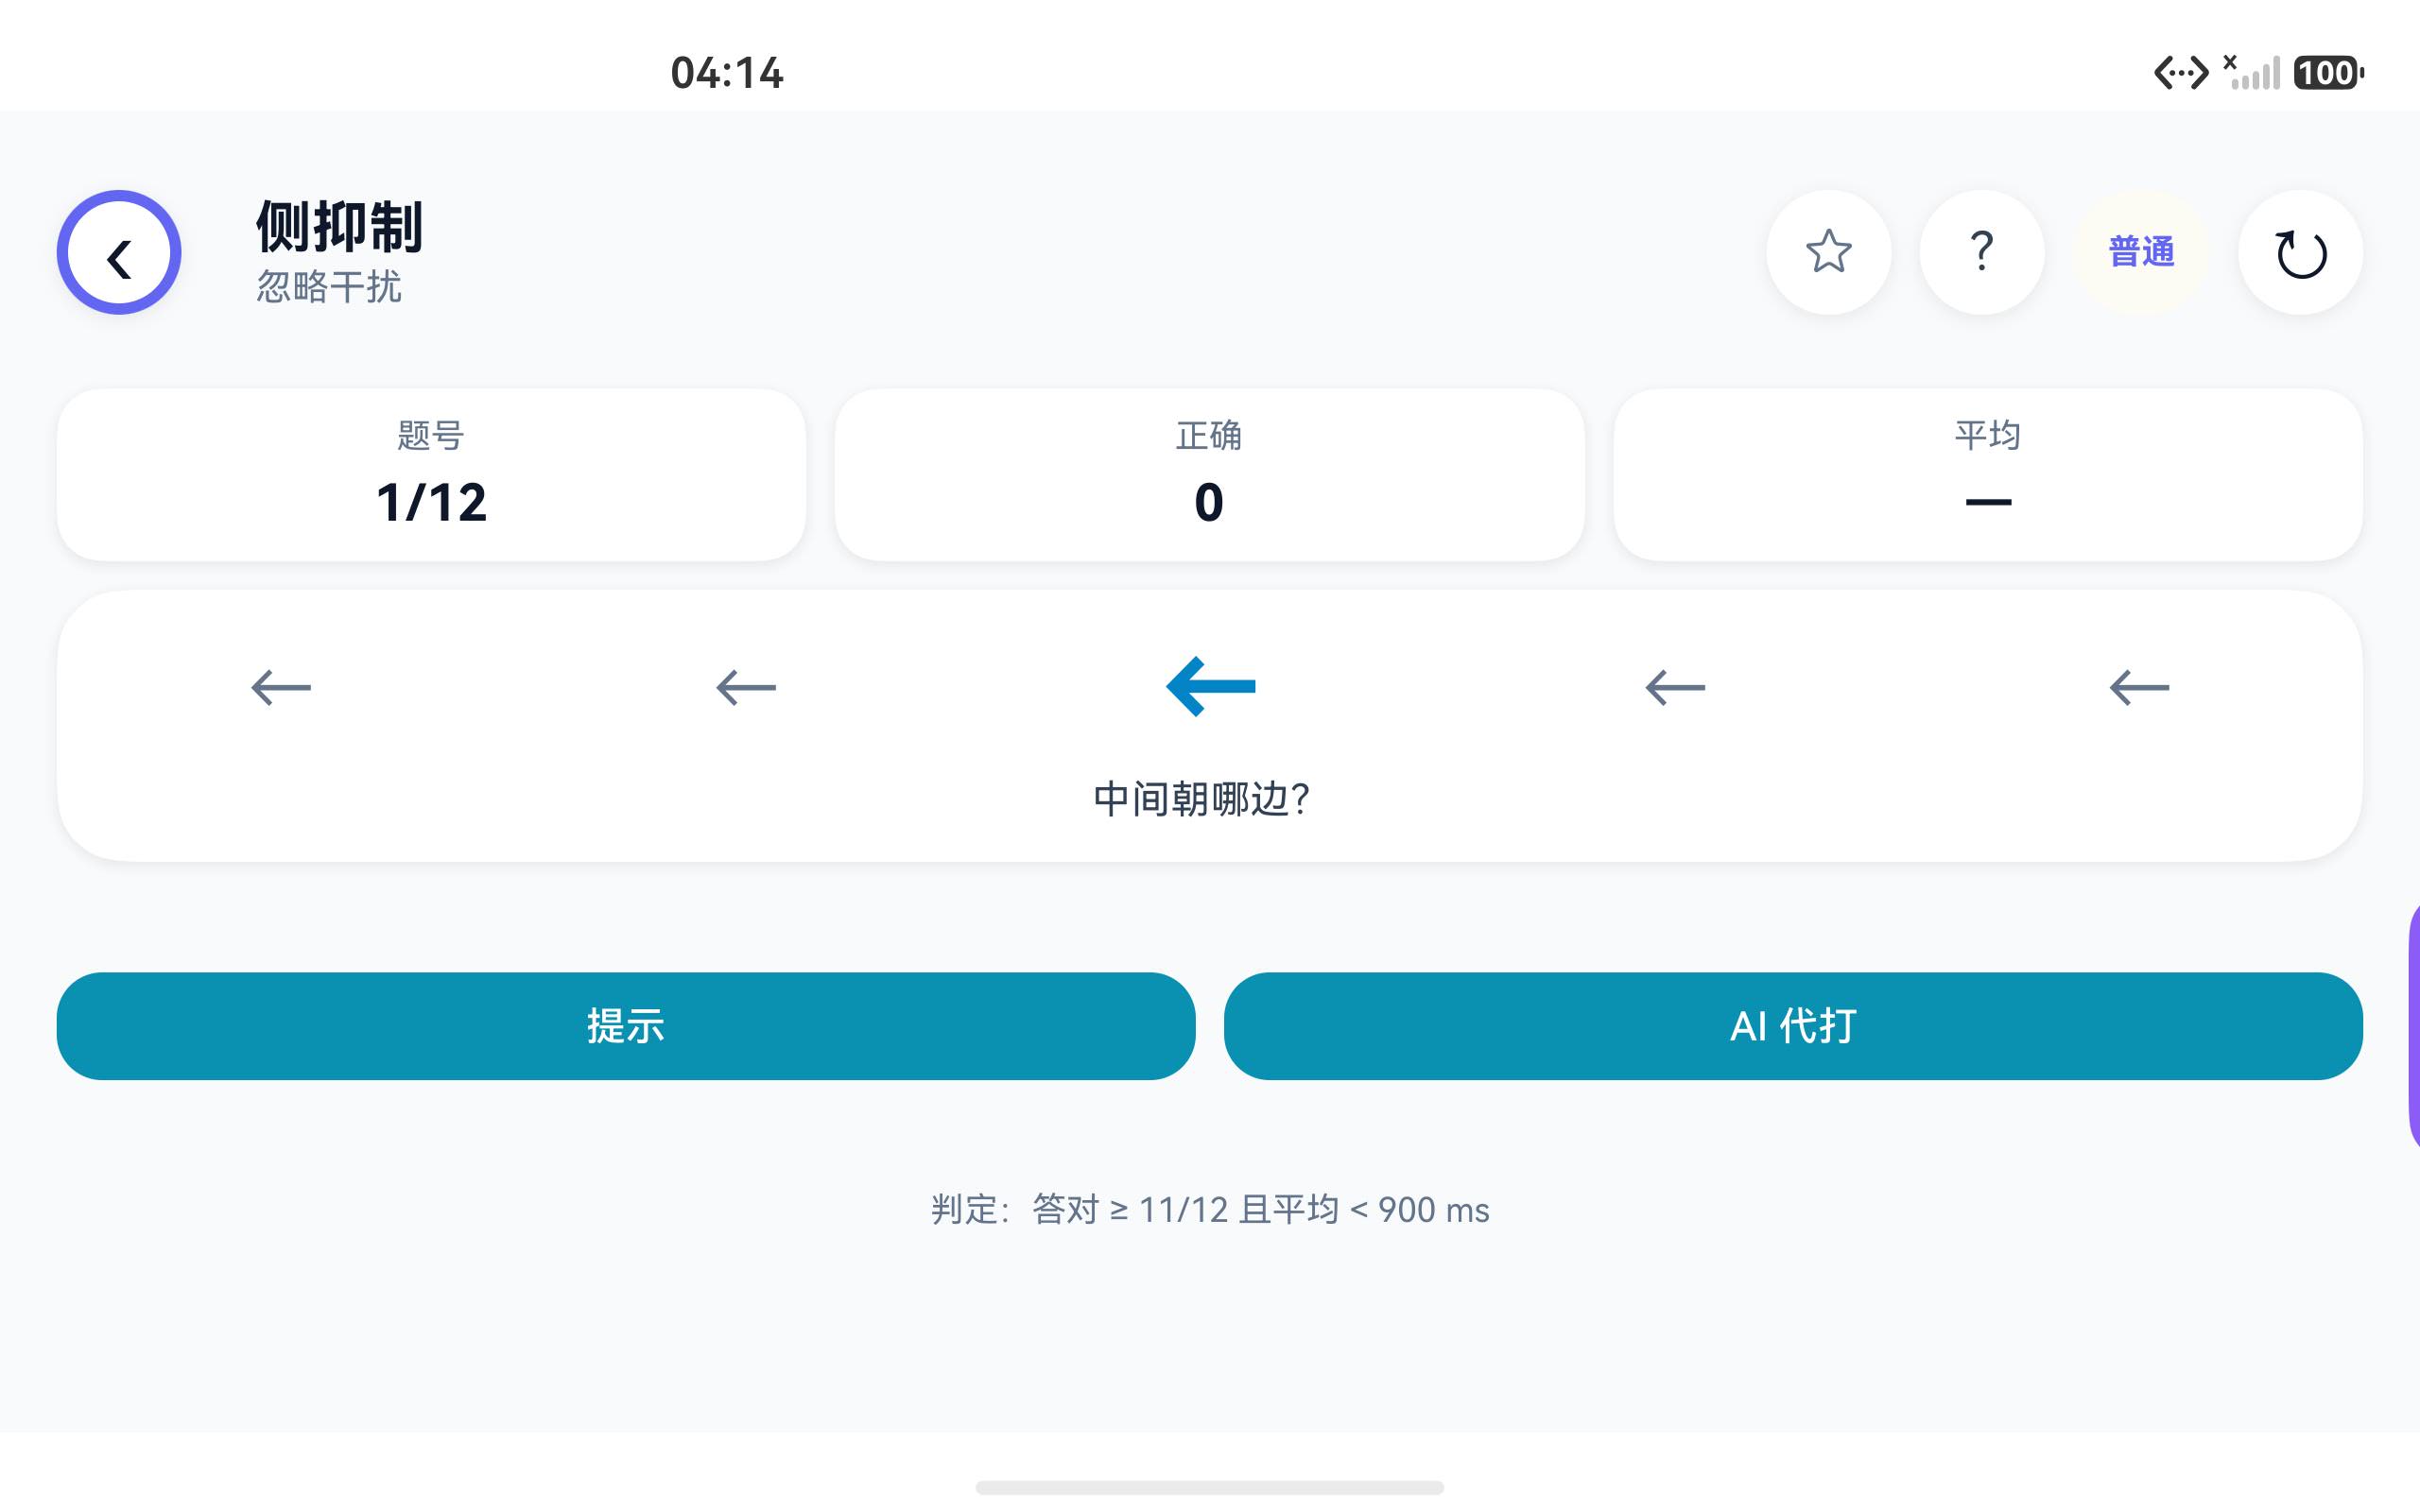 04:14
100
侧抑制
忽略干扰
?
普通
题号
1/12
正确
0
平均
—
← ← ← ← ←
中间朝哪边?
提示
AI 代打
判定：答对 ≥ 11/12 且平均 < 900 ms